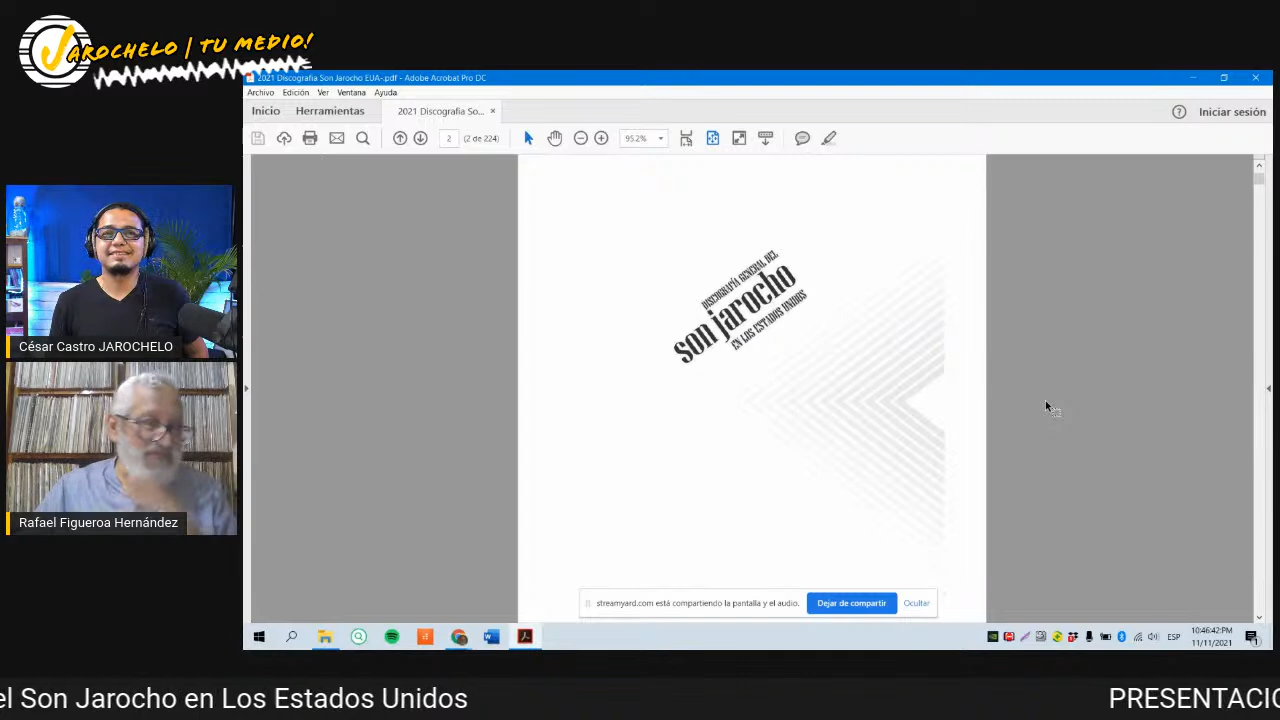 JAROCHELO | TU MEDIO!
2021 Discografia Son Jarocho EUA-.pdf - Adobe Acrobat Pro DC
Archivo Edición Ver Ventana Ayuda
Inicio Herramientas 2021 Discografia So... × Iniciar sesión
2 (2 de 224) 95.2%
DISCOGRAFÍA GENERAL DEL
son jarocho
EN LOS ESTADOS UNIDOS
César Castro JAROCHELO
Rafael Figueroa Hernández
streamyard.com está compartiendo la pantalla y el audio. Dejar de compartir Ocultar
ESP 10:46:42 PM
11/11/2021
el Son Jarocho en Los Estados Unidos PRESENTACIO